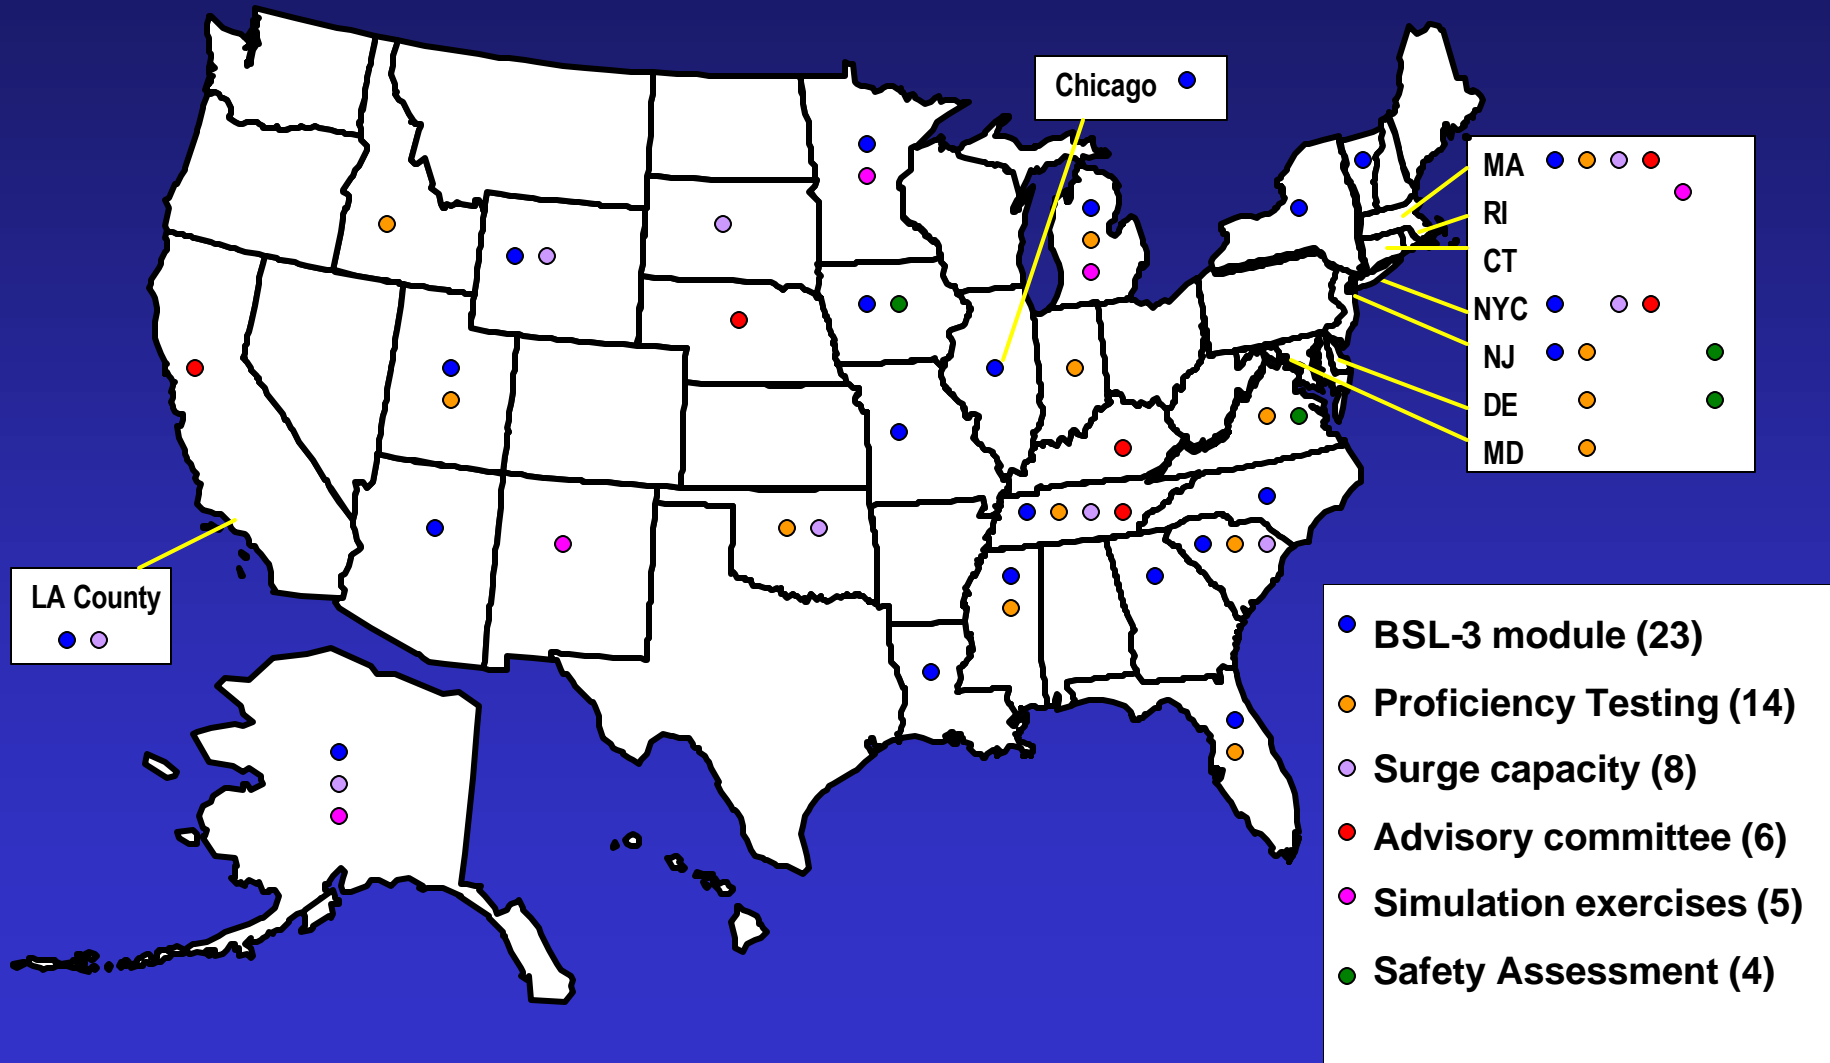 Chicago
MA
RI
CT
NYC
NJ
DE
MD
LA County
BSL-3 module (23)
Proficiency Testing (14)
Surge capacity (8)
Advisory committee (6)
Simulation exercises (5)
Safety Assessment (4)